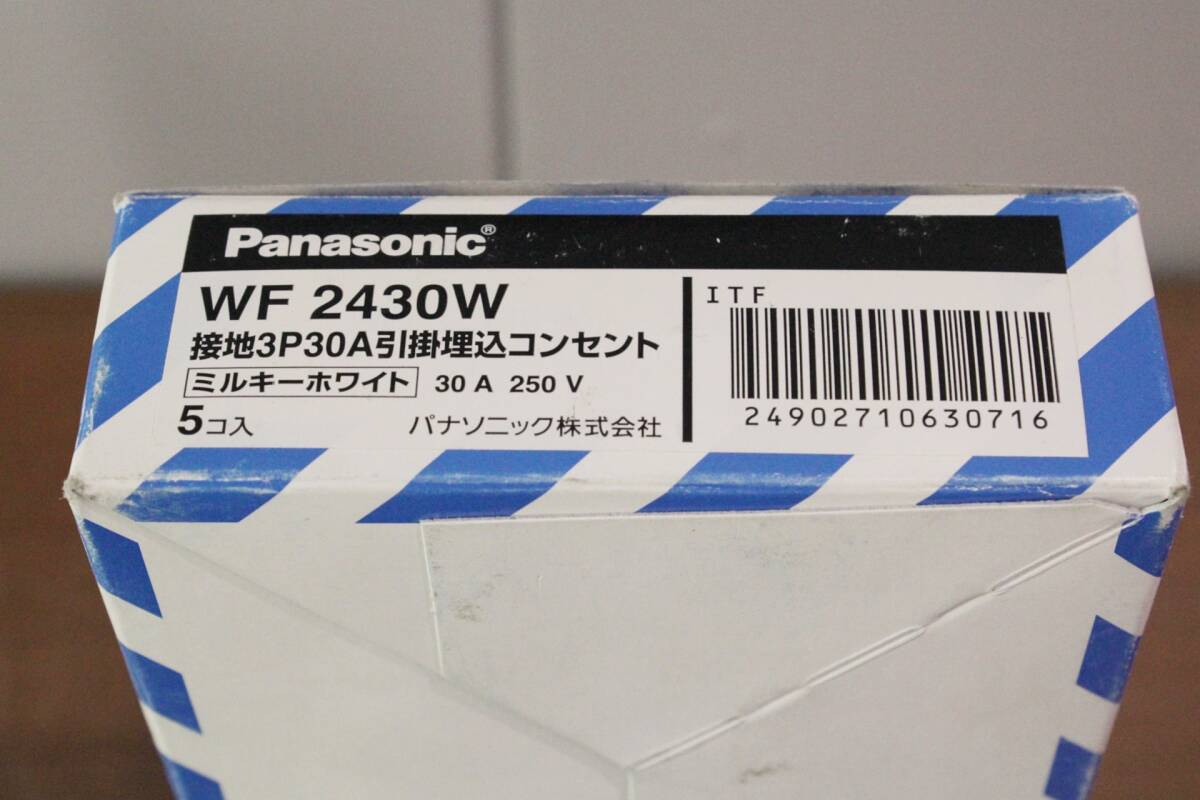 Panasonic®
WF 2430W
接地3P30A引掛埋込コンセント
ミルキーホワイト 30 A 250 V
5コ入 パナソニック株式会社
ITF
24902710630716